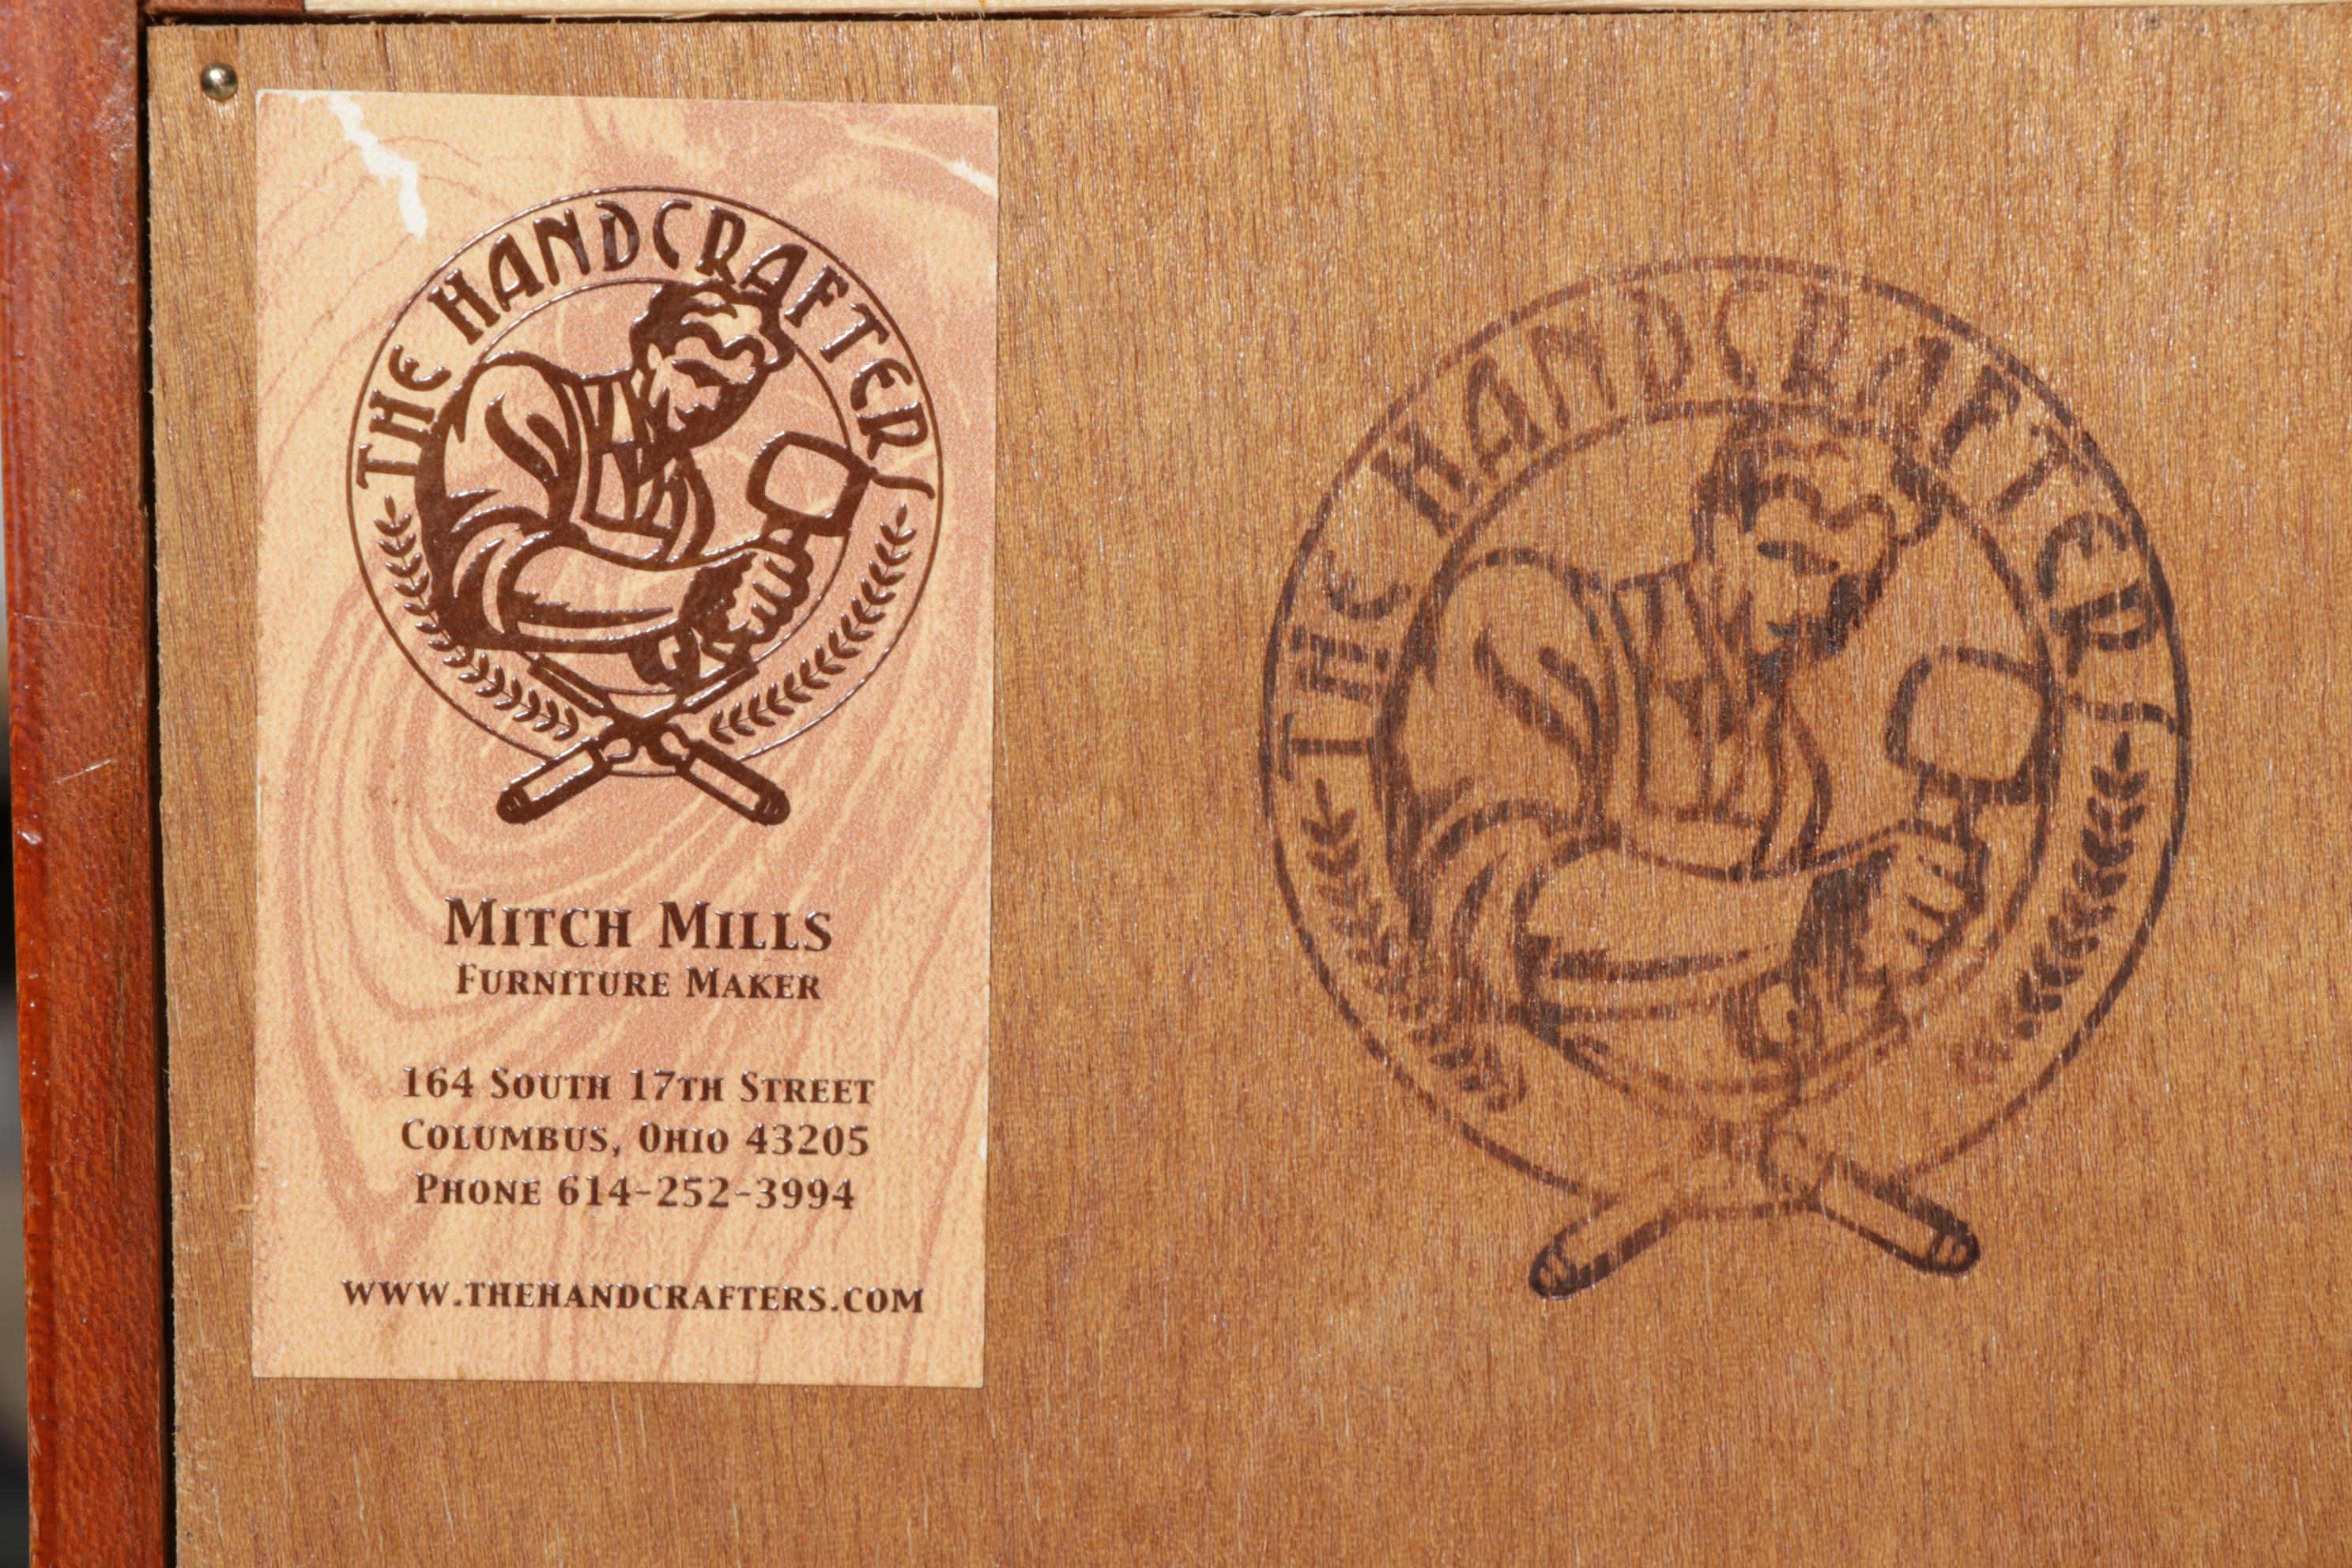 THE HANDCRAFTERS
MITCH MILLS
FURNITURE MAKER
164 SOUTH 17TH STREET
COLUMBUS, OHIO 43205
PHONE 614-252-3994
WWW.THEHANDCRAFTERS.COM
THE HANDCRAFTERS